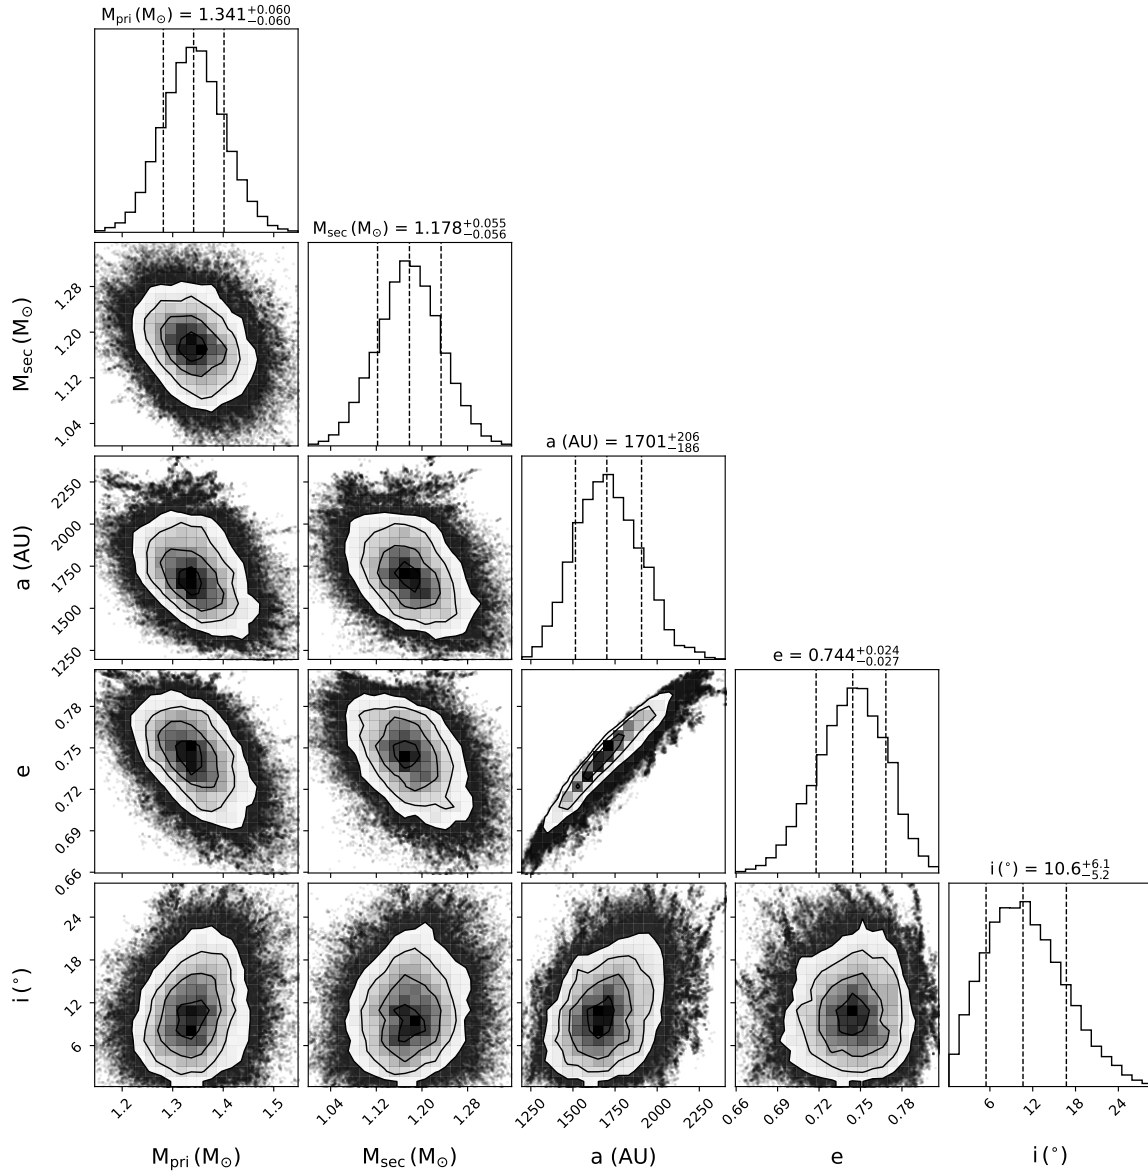 M_pri (M_⊙) = 1.341^{+0.060}_{-0.060}
M_sec (M_⊙) = 1.178^{+0.055}_{-0.056}
M_sec (M_⊙)
1.28
1.20
1.12
1.04
a (AU) = 1701^{+206}_{-186}
a (AU)
2250
2000
1750
1500
1250
e = 0.744^{+0.024}_{-0.027}
e
0.78
0.75
0.72
0.69
0.66
i (°) = 10.6^{+6.1}_{-5.2}
i (°)
24
18
12
6
1.2 1.3 1.4 1.5 1.04 1.12 1.20 1.28 1250 1500 1750 2000 2250 0.66 0.69 0.72 0.75 0.78 6 12 18 24
M_pri (M_⊙) M_sec (M_⊙) a (AU) e i (°)